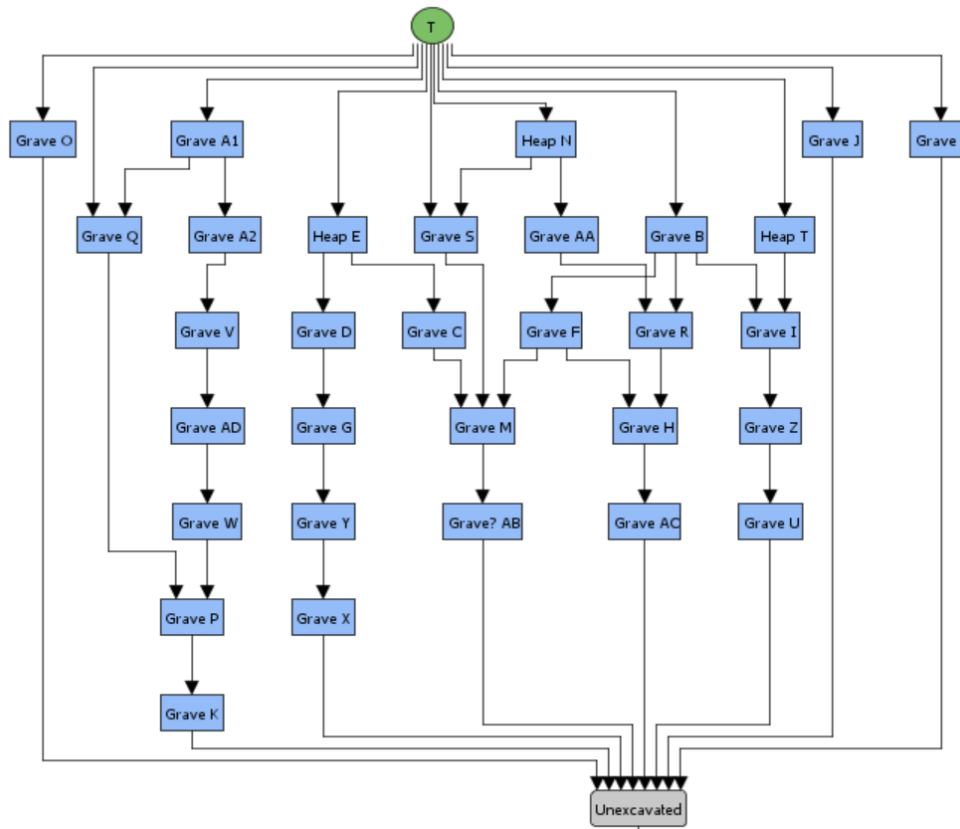 T
Grave O
Grave A1
Heap N
Grave J
Grave
Grave Q
Grave A2
Heap E
Grave S
Grave AA
Grave B
Heap T
Grave V
Grave D
Grave C
Grave F
Grave R
Grave I
Grave AD
Grave G
Grave M
Grave H
Grave Z
Grave W
Grave Y
Grave? AB
Grave AC
Grave U
Grave P
Grave X
Grave K
Unexcavated